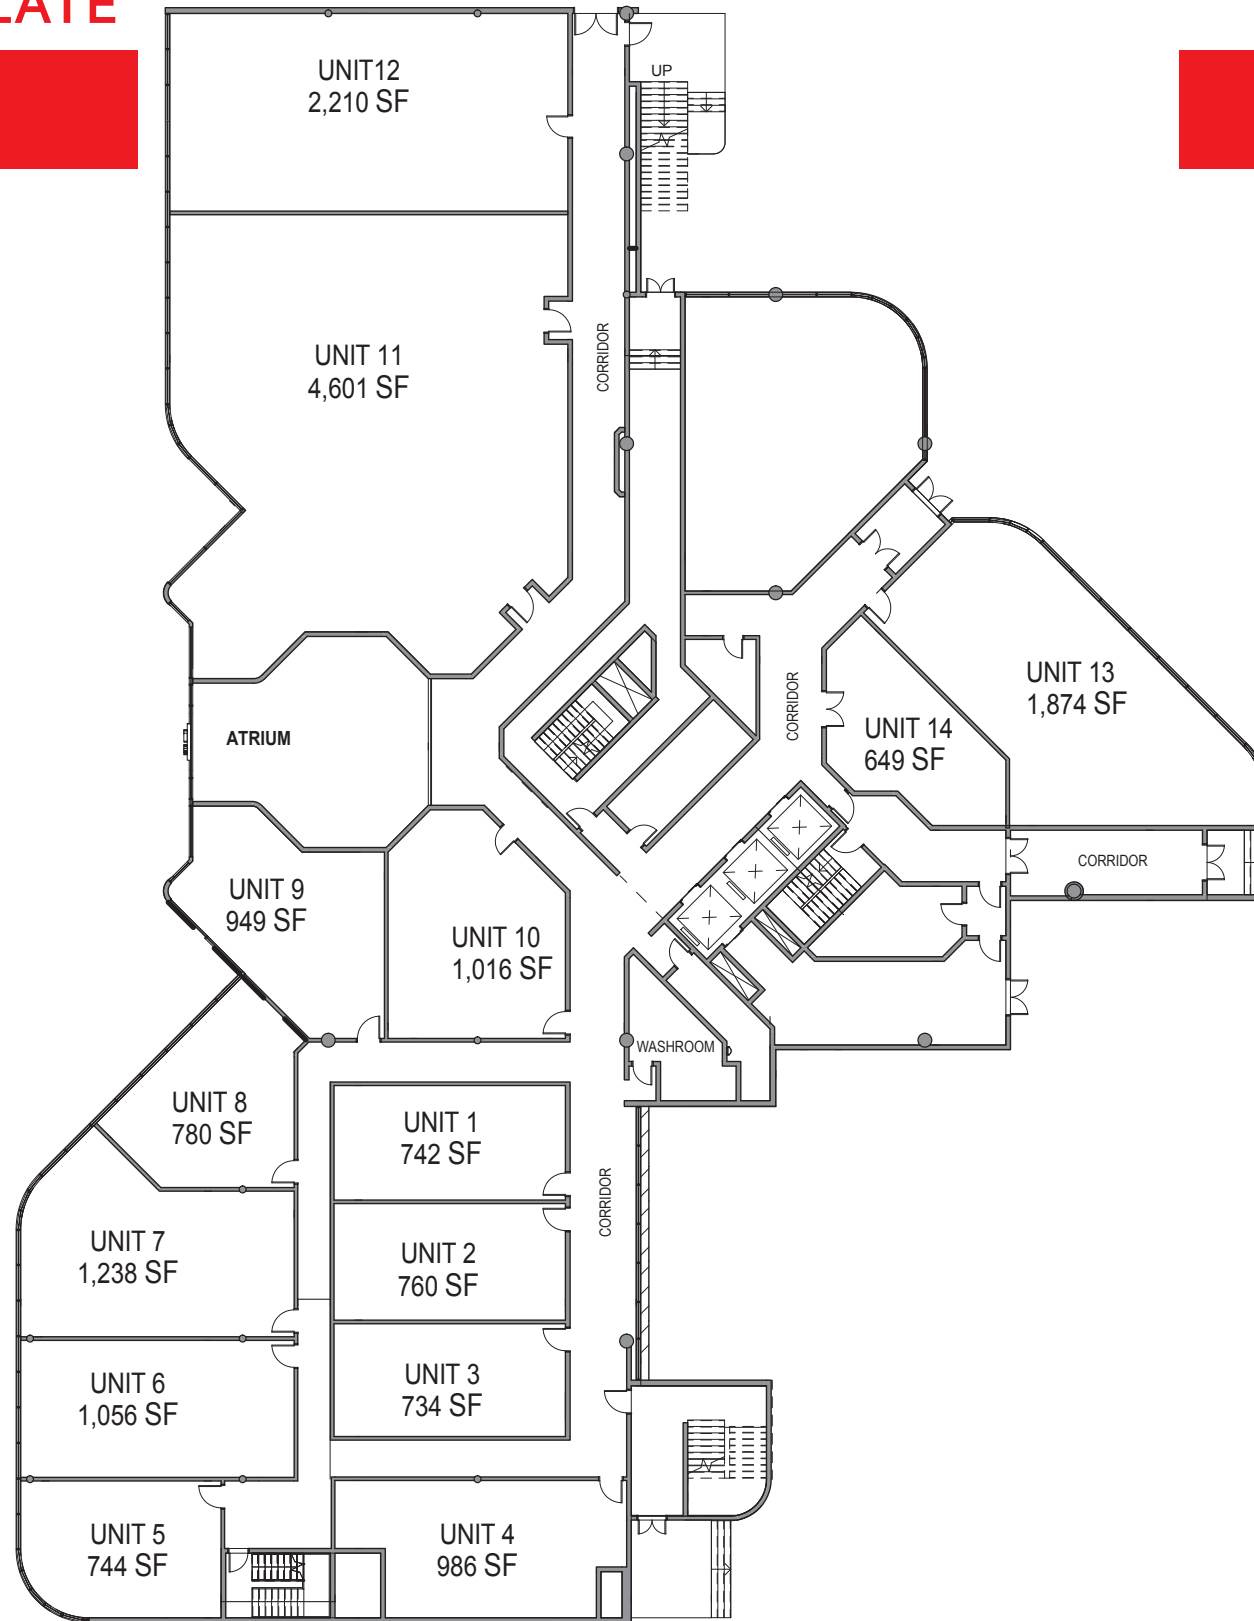 UNIT12
2,210 SF
UP
UNIT 11
4,601 SF
CORRIDOR
UNIT 13
1,874 SF
CORRIDOR
UNIT 14
649 SF
ATRIUM
CORRIDOR
UNIT 9
949 SF
UNIT 10
1,016 SF
WASHROOM
UNIT 8
780 SF
UNIT 1
742 SF
CORRIDOR
UNIT 7
1,238 SF
UNIT 2
760 SF
UNIT 6
1,056 SF
UNIT 3
734 SF
UNIT 5
744 SF
UNIT 4
986 SF